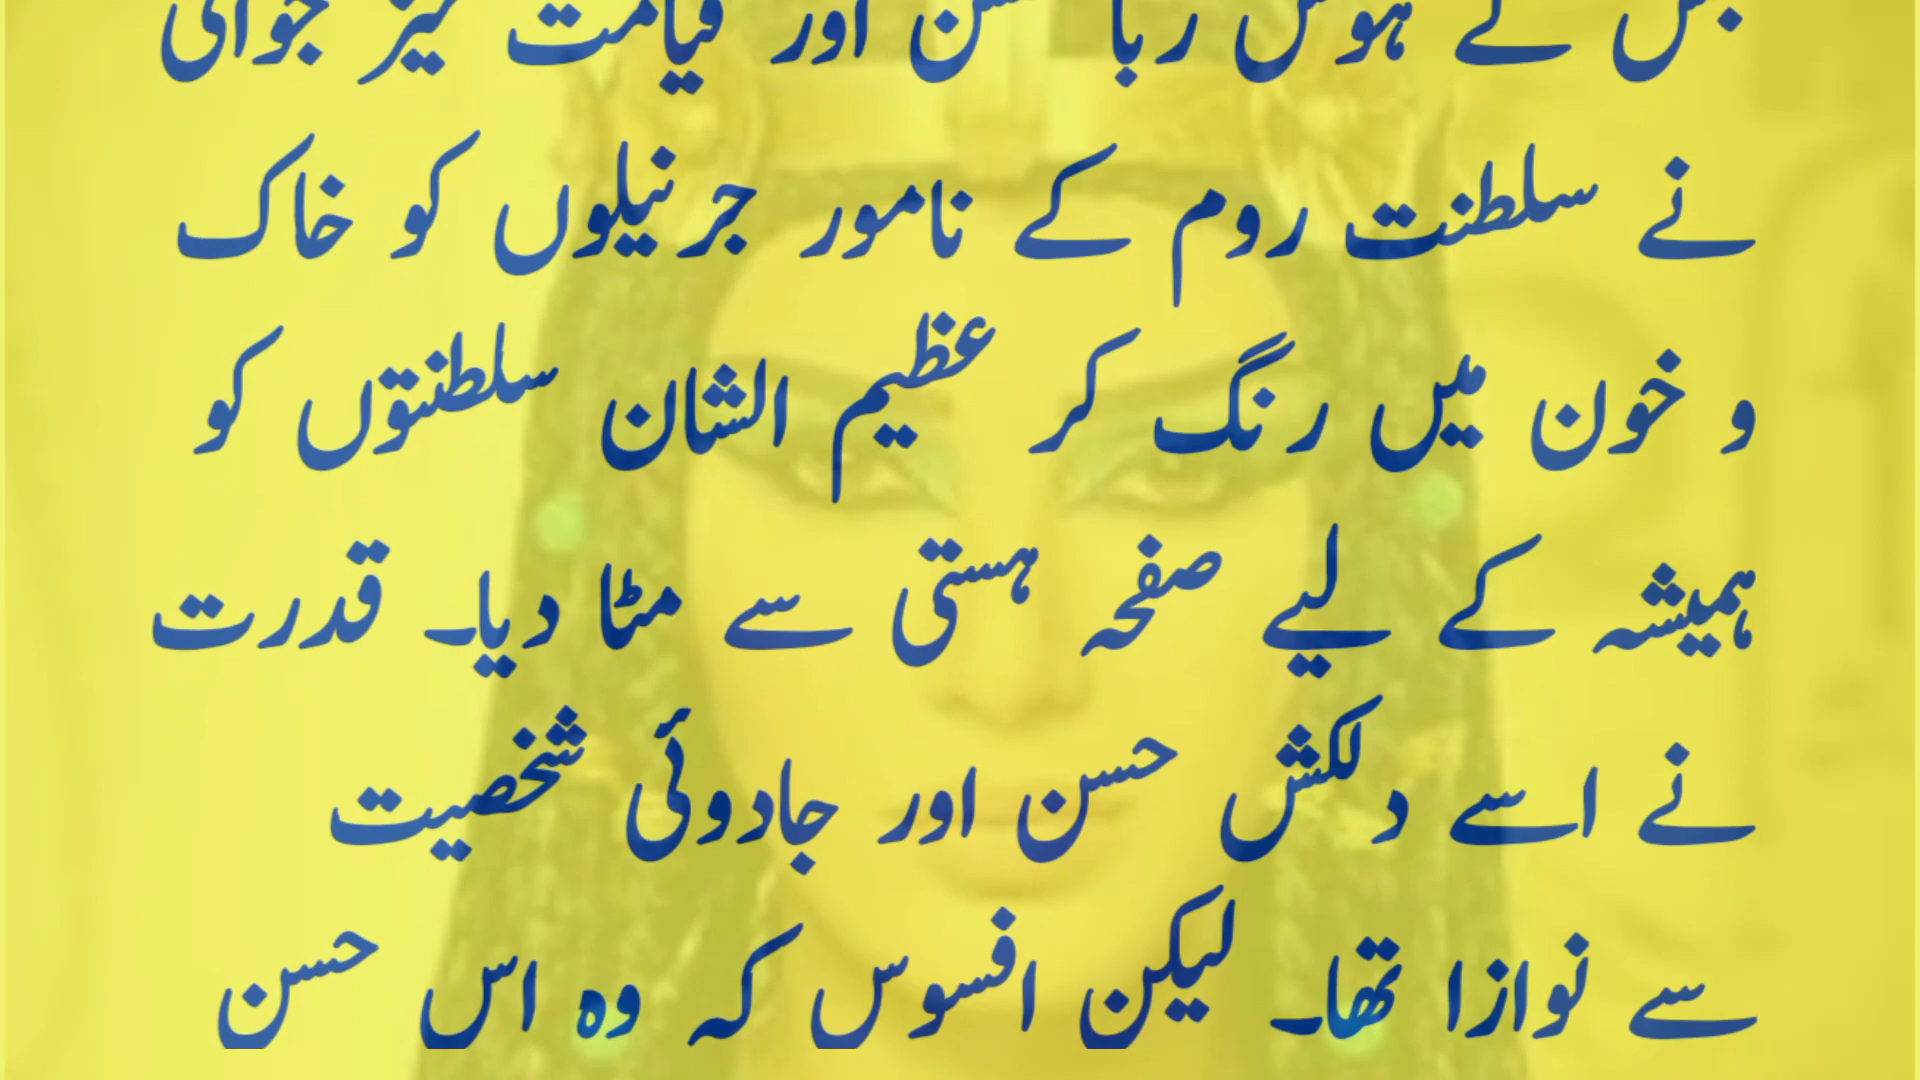 جس کے ہوش ربا حسن اور قیامت خیز جوانی
نے سلطنت روم کے نامور جرنیلوں کو خاک
و خون میں رنگ کر عظیم الشان سلطنتوں کو
ہمیشہ کے لیے صفحہ ہستی سے مٹا دیا۔ قدرت
نے اسے دلکش حسن اور جادوئی شخصیت
سے نوازا تھا۔ لیکن افسوس کہ وہ اس حسن